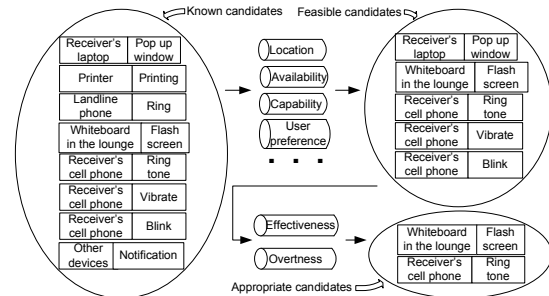 Known candidates
Feasible candidates
Receiver's laptop
Pop up window
Printer
Printing
Landline phone
Ring
Whiteboard in the lounge
Flash screen
Receiver's cell phone
Ring tone
Receiver's cell phone
Vibrate
Receiver's cell phone
Blink
Other devices
Notification
Location
Availability
Capability
User preference
. . .
Receiver's laptop
Pop up window
Whiteboard in the lounge
Flash screen
Receiver's cell phone
Ring tone
Receiver's cell phone
Vibrate
Receiver's cell phone
Blink
Effectiveness
Overtness
Whiteboard in the lounge
Flash screen
Receiver's cell phone
Ring tone
Appropriate candidates